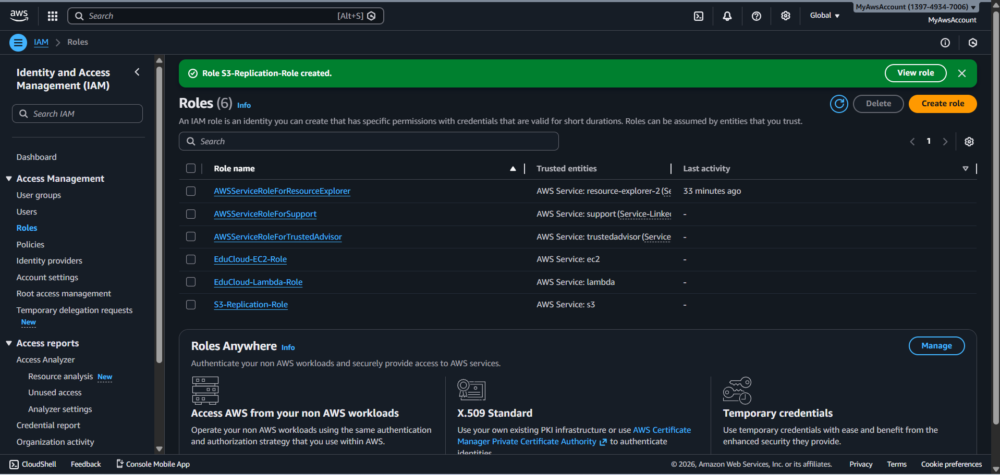 aws
Search
[Alt+S]
Global
MyAwsAccount (1397-4934-7006)
MyAwsAccount
IAM
Roles
Identity and Access
Management (IAM)
Search IAM
Dashboard
Access Management
User groups
Users
Roles
Policies
Identity providers
Account settings
Root access management
Temporary delegation requests
New
Access reports
Access Analyzer
Resource analysis New
Unused access
Analyzer settings
Credential report
Organization activity
Role S3-Replication-Role created.
View role
Roles (6) Info
Delete
Create role
An IAM role is an identity you can create that has specific permissions with credentials that are valid for short durations. Roles can be assumed by entities that you trust.
Search
1
Role name Trusted entities Last activity
AWSServiceRoleForResourceExplorer AWS Service: resource-explorer-2 (Se 33 minutes ago
AWSServiceRoleForSupport AWS Service: support (Service-Linked -
AWSServiceRoleForTrustedAdvisor AWS Service: trustedadvisor (Service -
EduCloud-EC2-Role AWS Service: ec2 -
EduCloud-Lambda-Role AWS Service: lambda -
S3-Replication-Role AWS Service: s3 -
Roles Anywhere Info
Manage
Authenticate your non AWS workloads and securely provide access to AWS services.
Access AWS from your non AWS workloads
Operate your non AWS workloads using the same authentication
and authorization strategy that you use within AWS.
X.509 Standard
Use your own existing PKI infrastructure or use AWS Certificate
Manager Private Certificate Authority to authenticate
identities.
Temporary credentials
Use temporary credentials with ease and benefit from the
enhanced security they provide.
CloudShell
Feedback
Console Mobile App
© 2026, Amazon Web Services, Inc. or its affiliates.
Privacy
Terms
Cookie preferences